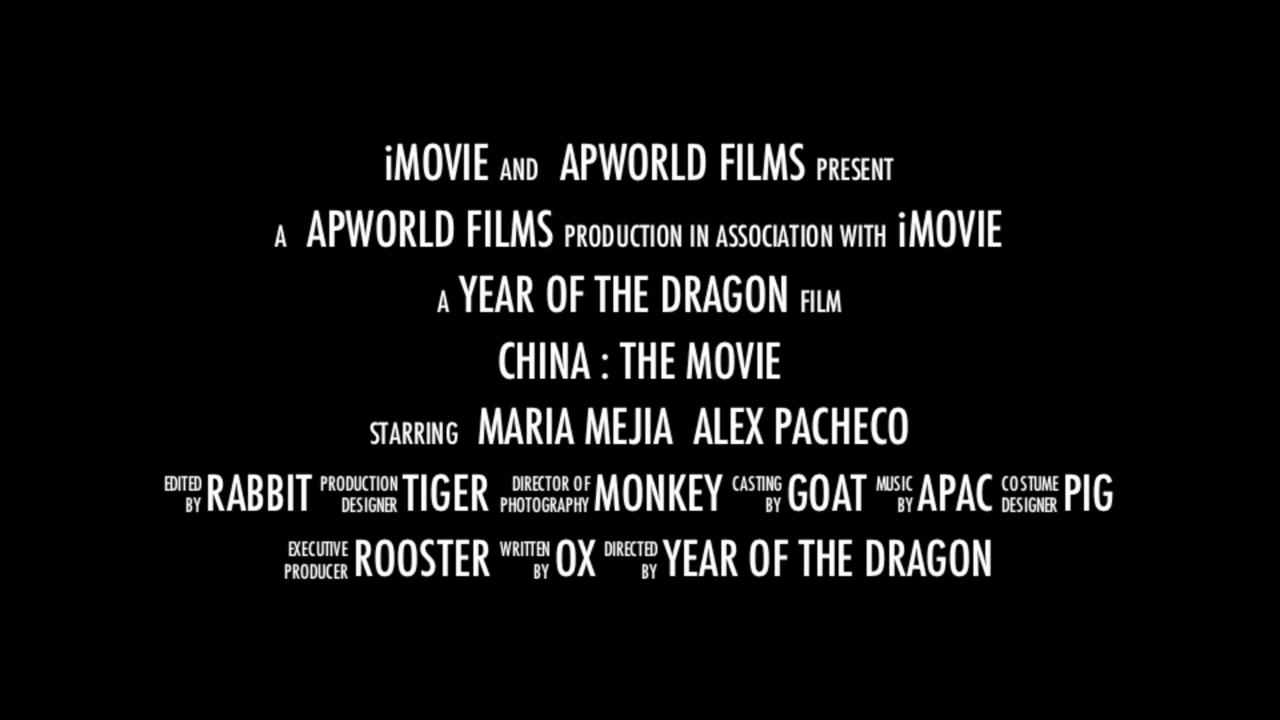 iMOVIE AND APWORLD FILMS PRESENT
A APWORLD FILMS PRODUCTION IN ASSOCIATION WITH iMOVIE
A YEAR OF THE DRAGON FILM
CHINA : THE MOVIE
STARRING MARIA MEJIA ALEX PACHECO
EDITED BY RABBIT PRODUCTION DESIGNER TIGER DIRECTOR OF PHOTOGRAPHY MONKEY CASTING BY GOAT MUSIC BY APAC COSTUME DESIGNER PIG
EXECUTIVE PRODUCER ROOSTER WRITTEN BY OX DIRECTED BY YEAR OF THE DRAGON